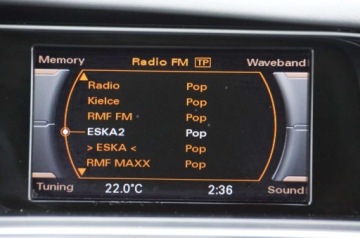 Memory Radio FM TP Waveband
Radio Pop
Kielce Pop
RMF FM Pop
ESKA2 Pop
> ESKA < Pop
RMF MAXX Pop
Tuning 22.0°C 2:36 Sound